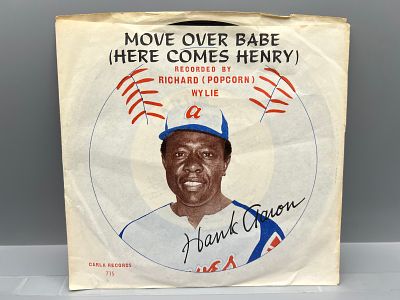 MOVE OVER BABE
(HERE COMES HENRY)
RECORDED BY
RICHARD (POPCORN)
WYLIE
a
Hank Aaron
CARLA RECORDS
715